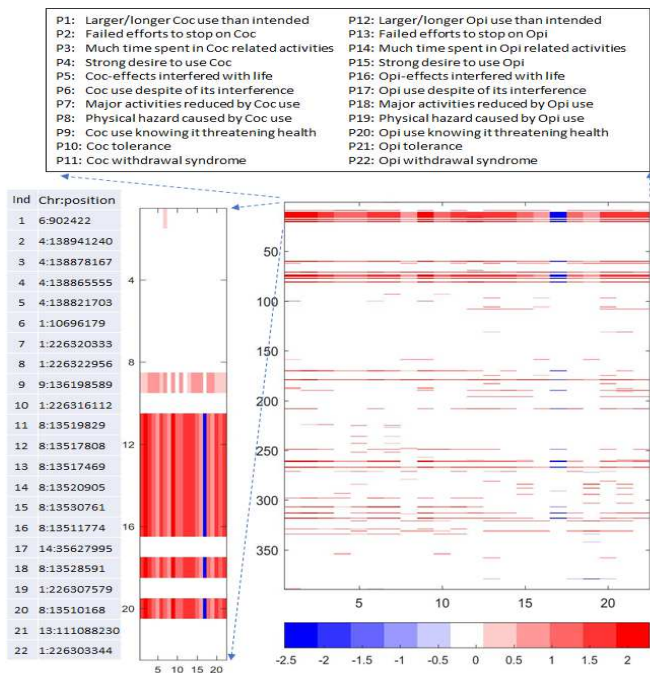 P1: Larger/longer Coc use than intended
P2: Failed efforts to stop on Coc
P3: Much time spent in Coc related activities
P4: Strong desire to use Coc
P5: Coc-effects interfered with life
P6: Coc use despite of its interference
P7: Major activities reduced by Coc use
P8: Physical hazard caused by Coc use
P9: Coc use knowing it threatening health
P10: Coc tolerance
P11: Coc withdrawal syndrome
P12: Larger/longer Opi use than intended
P13: Failed efforts to stop on Opi
P14: Much time spent in Opi related activities
P15: Strong desire to use Opi
P16: Opi-effects interfered with life
P17: Opi use despite of its interference
P18: Major activities reduced by Opi use
P19: Physical hazard caused by Opi use
P20: Opi use knowing it threatening health
P21: Opi tolerance
P22: Opi withdrawal syndrome
Ind Chr:position
1 6:902422
2 4:138941240
3 4:138878167
4 4:138865555
5 4:138821703
6 1:10696179
7 1:226320333
8 1:226322956
9 9:136198589
10 1:226316112
11 8:13519829
12 8:13517808
13 8:13517469
14 8:13520905
15 8:13530761
16 8:13511774
17 14:35627995
18 8:13528591
19 1:226307579
20 8:13510168
21 13:111088230
22 1:226303344
5 10 15 20
4
8
12
16
20
5 10 15 20
50
100
150
200
250
300
350
5 10 15 20
-2.5 -2 -1.5 -1 -0.5 0 0.5 1 1.5 2